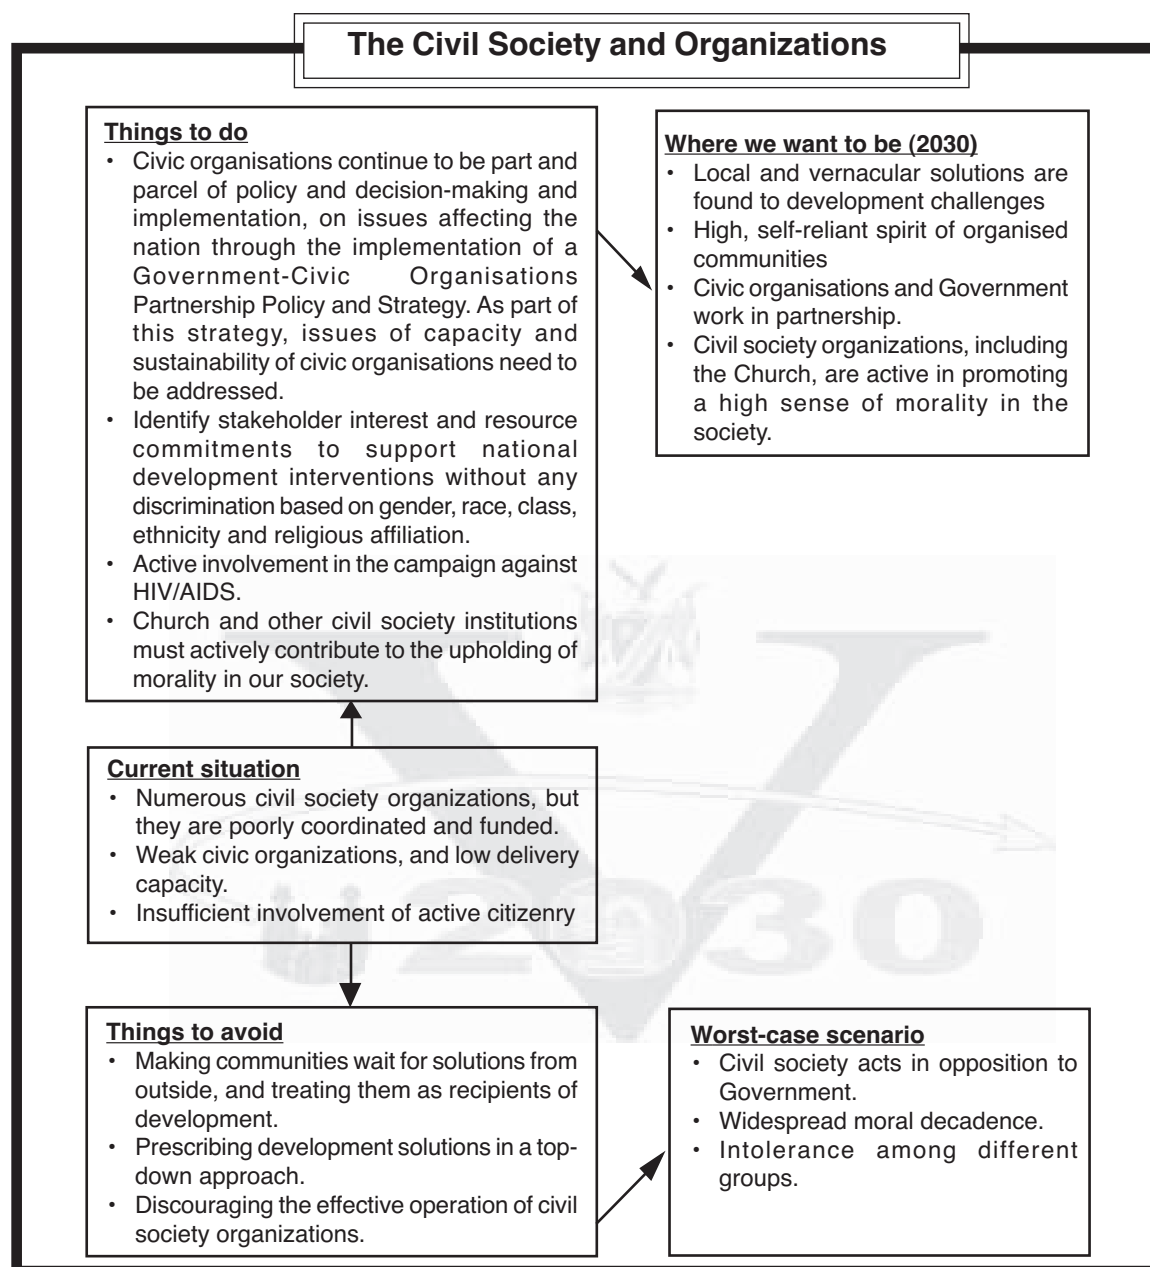 The Civil Society and Organizations
Things to do
• Civic organisations continue to be part and
parcel of policy and decision-making and
implementation, on issues affecting the
nation through the implementation of a
Government-Civic Organisations
Partnership Policy and Strategy. As part of
this strategy, issues of capacity and
sustainability of civic organisations need to
be addressed.
• Identify stakeholder interest and resource
commitments to support national
development interventions without any
discrimination based on gender, race, class,
ethnicity and religious affiliation.
• Active involvement in the campaign against
HIV/AIDS.
• Church and other civil society institutions
must actively contribute to the upholding of
morality in our society.
Where we want to be (2030)
• Local and vernacular solutions are
found to development challenges
• High, self-reliant spirit of organised
communities
• Civic organisations and Government
work in partnership.
• Civil society organizations, including
the Church, are active in promoting
a high sense of morality in the
society.
Current situation
• Numerous civil society organizations, but
they are poorly coordinated and funded.
• Weak civic organizations, and low delivery
capacity.
• Insufficient involvement of active citizenry
V
2030
Things to avoid
• Making communities wait for solutions from
outside, and treating them as recipients of
development.
• Prescribing development solutions in a top-
down approach.
• Discouraging the effective operation of civil
society organizations.
Worst-case scenario
• Civil society acts in opposition to
Government.
• Widespread moral decadence.
• Intolerance among different
groups.